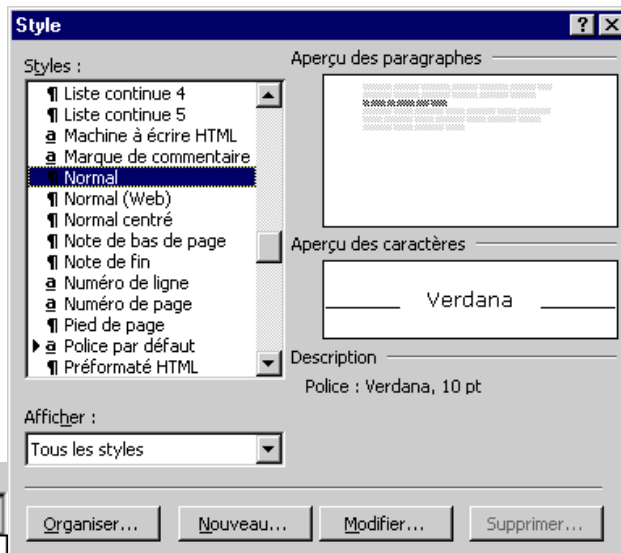 Style
Styles :
¶ Liste continue 4
¶ Liste continue 5
a Machine à écrire HTML
a Marque de commentaire
¶ Normal
¶ Normal (Web)
¶ Normal centré
¶ Note de bas de page
¶ Note de fin
a Numéro de ligne
a Numéro de page
¶ Pied de page
a Police par défaut
¶ Préformaté HTML
Afficher :
Tous les styles
Aperçu des paragraphes
Aperçu des caractères
Verdana
Description
Police : Verdana, 10 pt
Organiser...
Nouveau...
Modifier...
Supprimer...